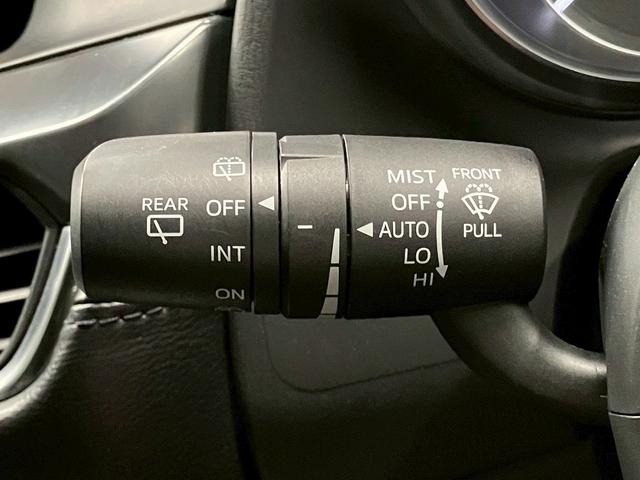 REAR
OFF
INT
ON
-
MIST
OFF
AUTO
LO
HI
FRONT
PULL